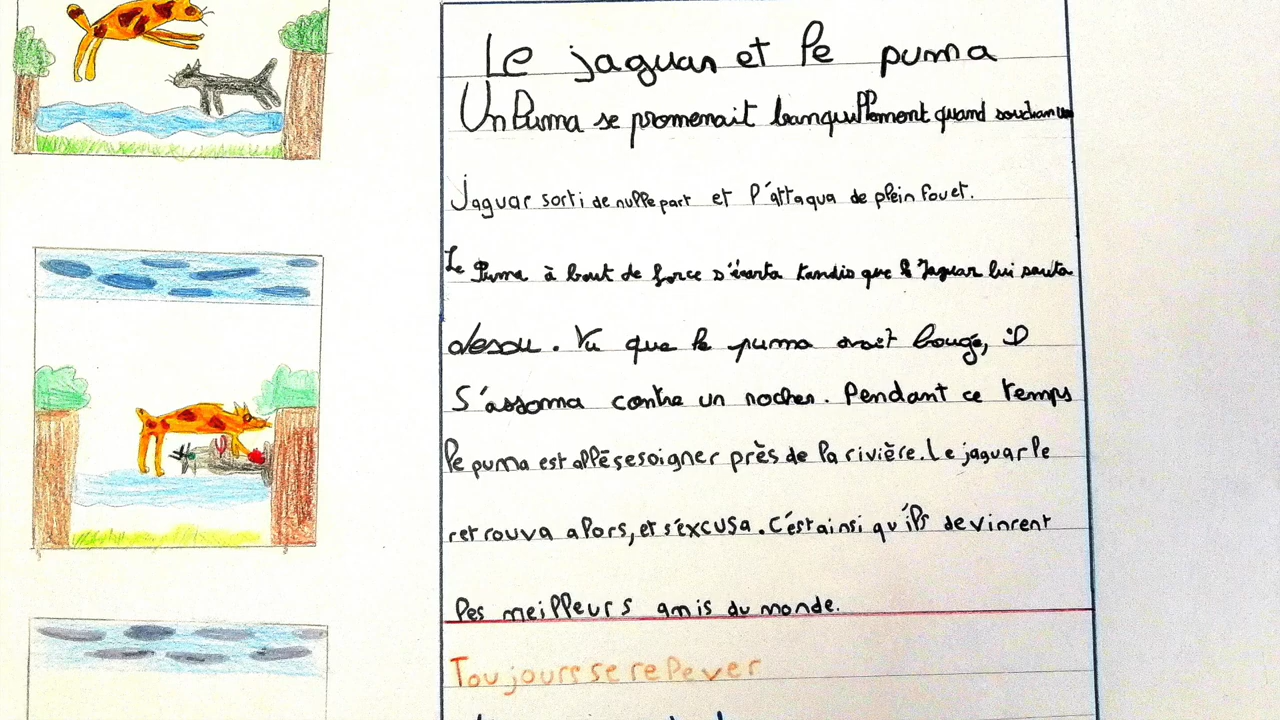 Le jaguar et le puma
Un Puma se promenait tranquillement quand soudain un
Jaguar sorti de nulle part et l'attaqua de plein fouet.
Le Puma à bout de force s'écarta tandis que le Jaguar lui sauta
desou. Vu que le puma avait bougé, il
s'assoma contre un rocher. Pendant ce temps
le puma est allé se soigner près de la rivière. Le jaguar le
retrouva alors, et s'excusa. C'est ainsi qu'ils devinrent
les meilleurs amis du monde.
Toujours se relever